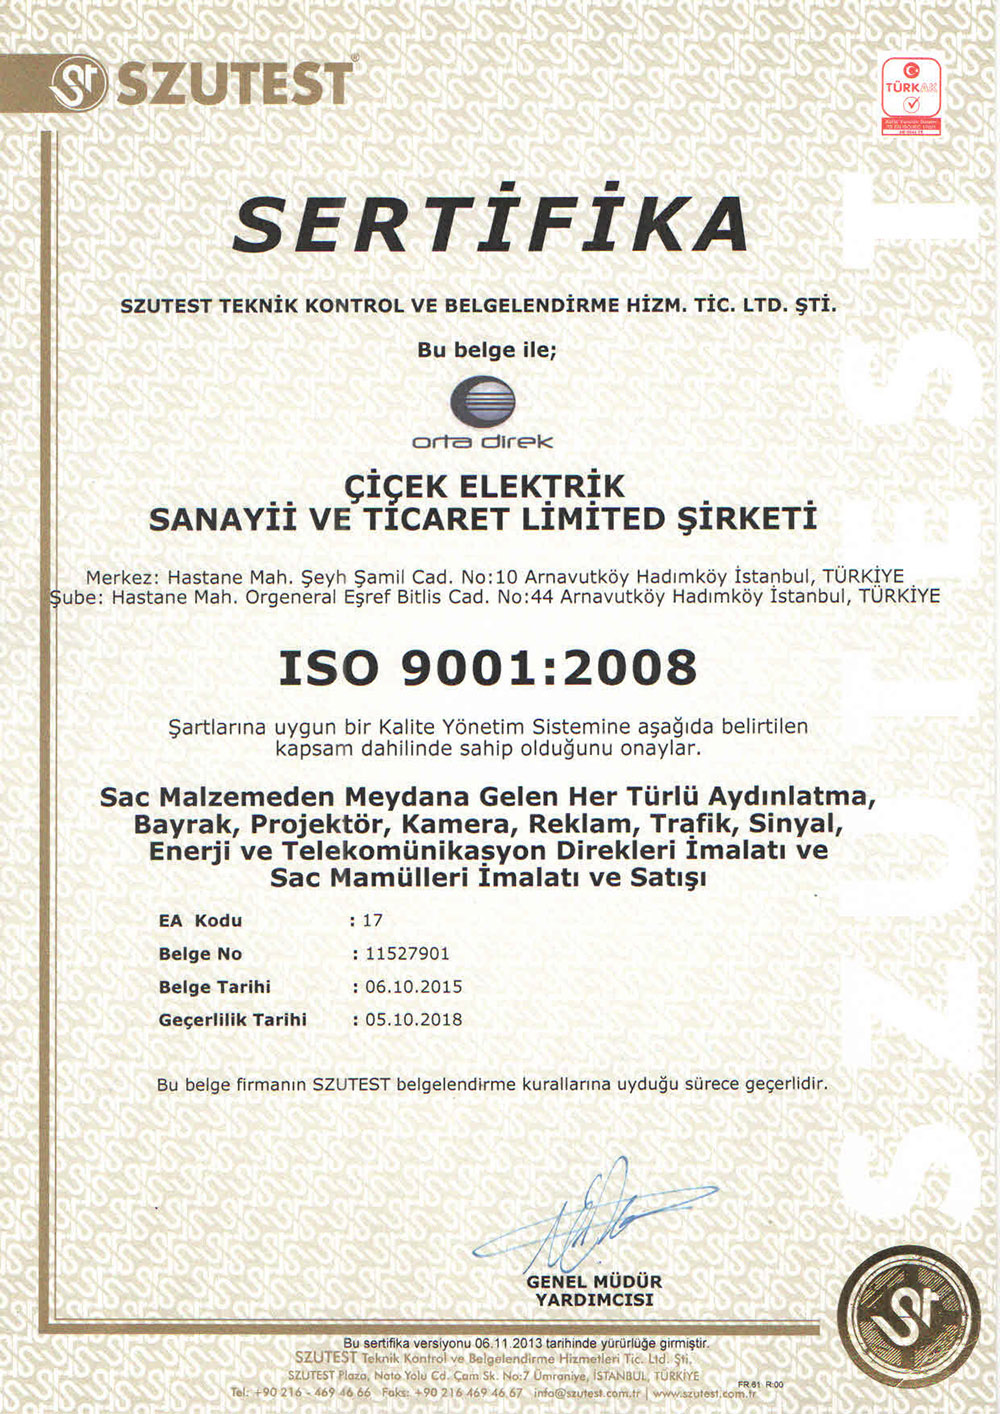 SZUTEST®
TÜRKAK
SERTİFİKA
SZUTEST TEKNİK KONTROL VE BELGELENDİRME HİZM. TİC. LTD. ŞTİ.
Bu belge ile;
orta direk
ÇİÇEK ELEKTRİK
SANAYİİ VE TİCARET LİMİTED ŞİRKETİ
Merkez: Hastane Mah. Şeyh Şamil Cad. No:10 Arnavutköy Hadımköy İstanbul, TÜRKİYE
Şube: Hastane Mah. Orgeneral Eşref Bitlis Cad. No:44 Arnavutköy Hadımköy İstanbul, TÜRKİYE
ISO 9001:2008
Şartlarına uygun bir Kalite Yönetim Sistemine aşağıda belirtilen
kapsam dahilinde sahip olduğunu onaylar.
Sac Malzemeden Meydana Gelen Her Türlü Aydınlatma,
Bayrak, Projektör, Kamera, Reklam, Trafik, Sinyal,
Enerji ve Telekomünikasyon Direkleri İmalatı ve
Sac Mamülleri İmalatı ve Satışı
EA Kodu : 17
Belge No : 11527901
Belge Tarihi : 06.10.2015
Geçerlilik Tarihi : 05.10.2018
Bu belge firmanın SZUTEST belgelendirme kurallarına uyduğu sürece geçerlidir.
GENEL MÜDÜR
YARDIMCISI
Bu sertifika versiyonu 06.11.2013 tarihinde yürürlüğe girmiştir.
SZUTEST Teknik Kontrol ve Belgelendirme Hizmetleri Tic. Ltd. Şti.
SZUTEST Plaza, Nato Yolu Cd. Çam Sk. No:7 Ümraniye, İSTANBUL, TÜRKİYE
FR.61 R:00
Tel: +90 216 - 469 46 66 Faks: +90 216 469 46 67 info@szutest.com.tr | www.szutest.com.tr
SZUTEST